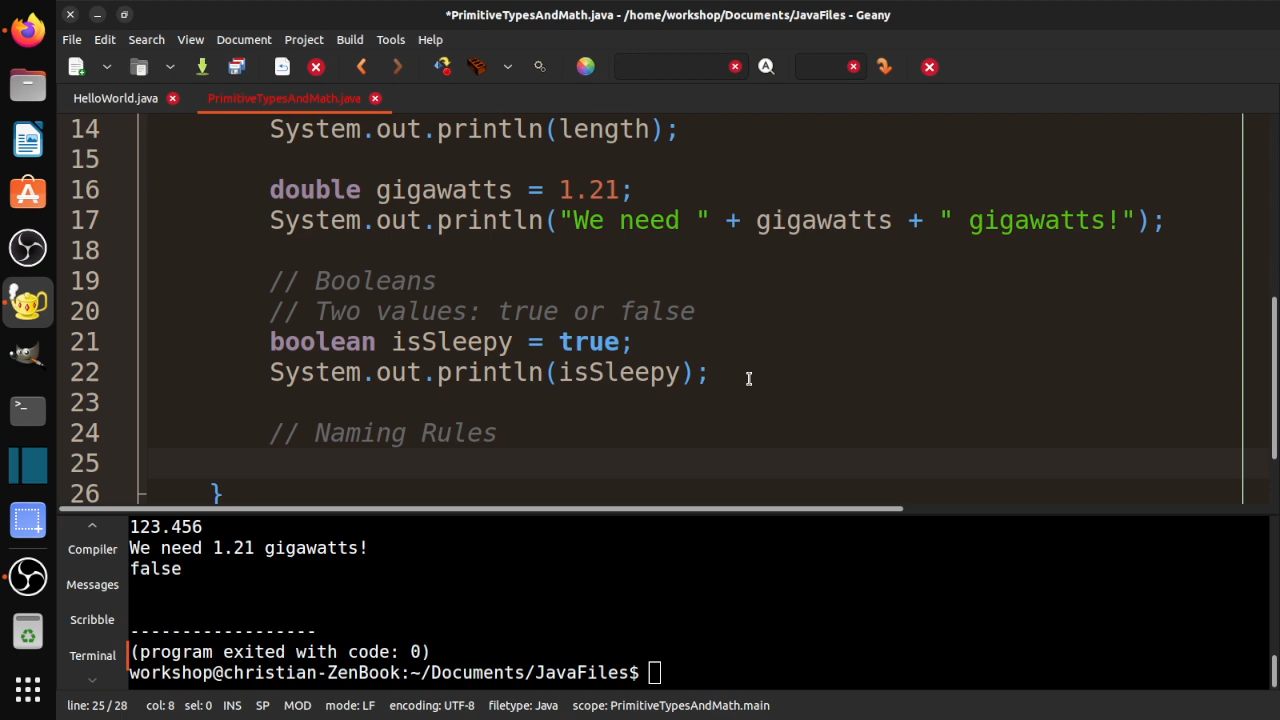 *PrimitiveTypesAndMath.java - /home/workshop/Documents/JavaFiles - Geany
File Edit Search View Document Project Build Tools Help
HelloWorld.java PrimitiveTypesAndMath.java
14 System.out.println(length);
15
16 double gigawatts = 1.21;
17 System.out.println("We need " + gigawatts + " gigawatts!");
18
19 // Booleans
20 // Two values: true or false
21 boolean isSleepy = true;
22 System.out.println(isSleepy);
23
24 // Naming Rules
25
26 }
Compiler
Messages
Scribble
Terminal
123.456
We need 1.21 gigawatts!
false
------------------
(program exited with code: 0)
workshop@christian-ZenBook:~/Documents/JavaFiles$
line: 25 / 28 col: 8 sel: 0 INS SP MOD mode: LF encoding: UTF-8 filetype: Java scope: PrimitiveTypesAndMath.main